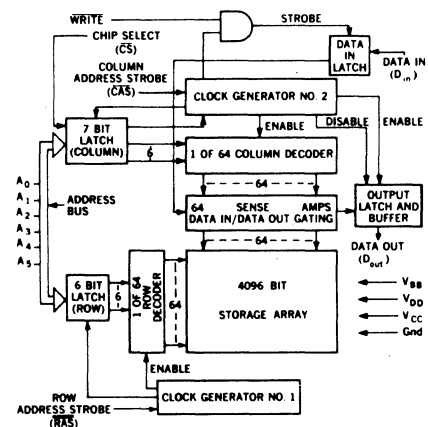 WRITE
STROBE
CHIP SELECT
(CS)
DATA
IN
LATCH
DATA IN
(Din)
COLUMN
ADDRESS STROBE
(CAS)
CLOCK GENERATOR NO. 2
ENABLE
DISABLE
ENABLE
7 BIT
LATCH
(COLUMN)
6
1 OF 64 COLUMN DECODER
64
A0
A1
A2
A3
A4
A5
ADDRESS
BUS
64 SENSE AMPS
DATA IN/DATA OUT GATING
OUTPUT
LATCH AND
BUFFER
64
DATA OUT
(Dout)
6 BIT
LATCH
(ROW)
6
1 OF 64
ROW
DECODER
64
4096 BIT
STORAGE ARRAY
VBB
VDD
VCC
Gnd
ENABLE
ROW
ADDRESS STROBE
(RAS)
CLOCK GENERATOR NO. 1